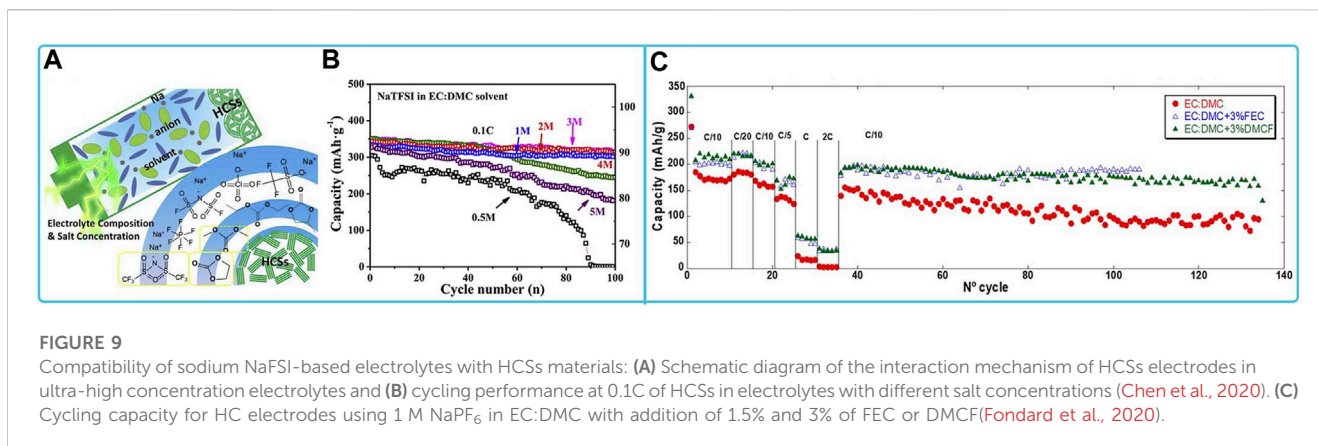 A
Na
HCSs
anion
solvent
Na⁺
Electrolyte Composition
& Salt Concentration
HCSs
CF₃
CF₃
B
NaTFSI in EC:DMC solvent
0.1C
1M
2M
3M
4M
5M
0.5M
Capacity (mAh g⁻¹)
500
400
300
200
100
0
100
90
80
70
0 20 40 60 80 100
Cycle number (n)
C
EC:DMC
EC:DMC+3%FEC
EC:DMC+3%DMCF
C/10 C/20 C/10 C/5 C 2C C/10
Capacity (mAh/g)
350
300
250
200
150
100
50
0
0 20 40 60 80 100 120 140
N° cycle
FIGURE 9
Compatibility of sodium NaFSI-based electrolytes with HCSs materials: (A) Schematic diagram of the interaction mechanism of HCSs electrodes in
ultra-high concentration electrolytes and (B) cycling performance at 0.1C of HCSs in electrolytes with different salt concentrations (Chen et al., 2020). (C)
Cycling capacity for HC electrodes using 1 M NaPF₆ in EC:DMC with addition of 1.5% and 3% of FEC or DMCF(Fondard et al., 2020).